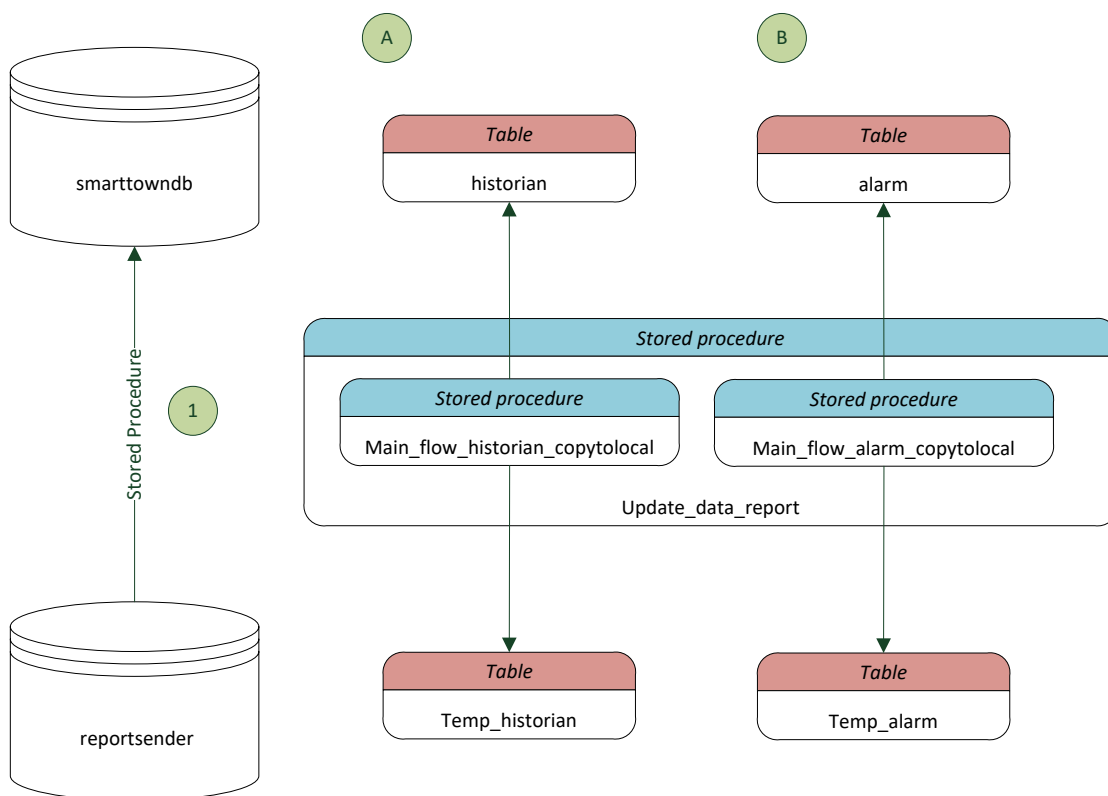 A
B
Table
historian
Table
alarm
smarttowndb
Stored procedure
Stored procedure
Main_flow_historian_copytolocal
Stored procedure
Main_flow_alarm_copytolocal
Update_data_report
Stored Procedure
1
Table
Temp_historian
Table
Temp_alarm
reportsender